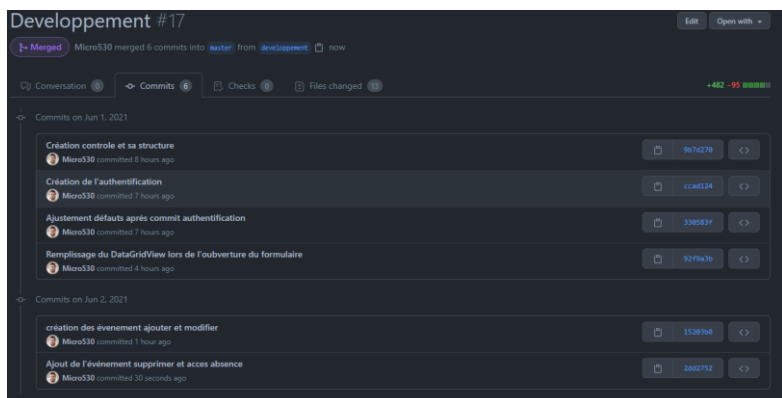 Developpement #17
Edit
Open with
Merged
Micro530 merged 6 commits into master from developpement now
Conversation 0
Commits 6
Checks 0
Files changed 13
+482 −95
Commits on Jun 1, 2021
Création controle et sa structure
9b7d270
Micro530 committed 8 hours ago
Création de l'authentification
ccad124
Micro530 committed 7 hours ago
Ajustement défauts après commit authentification
330583f
Micro530 committed 7 hours ago
Remplissage du DataGridView lors de l'oubverture du formulaire
92f9a3b
Micro530 committed 4 hours ago
Commits on Jun 2, 2021
création des évenement ajouter et modifier
15203b0
Micro530 committed 1 hour ago
Ajout de l'événement supprimer et acces absence
2dd2752
Micro530 committed 30 seconds ago